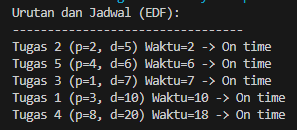 Urutan dan Jadwal (EDF):
---------------------------------
Tugas 2 (p=2, d=5) Waktu=2 -> On time
Tugas 5 (p=4, d=6) Waktu=6 -> On time
Tugas 3 (p=1, d=7) Waktu=7 -> On time
Tugas 1 (p=3, d=10) Waktu=10 -> On time
Tugas 4 (p=8, d=20) Waktu=18 -> On time